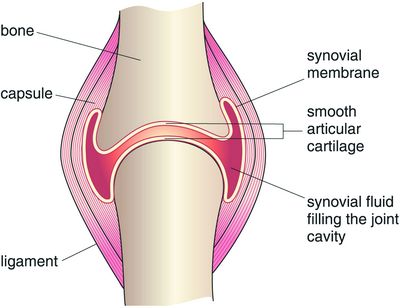 bone
capsule
ligament
synovial
membrane
smooth
articular
cartilage
synovial fluid
filling the joint
cavity